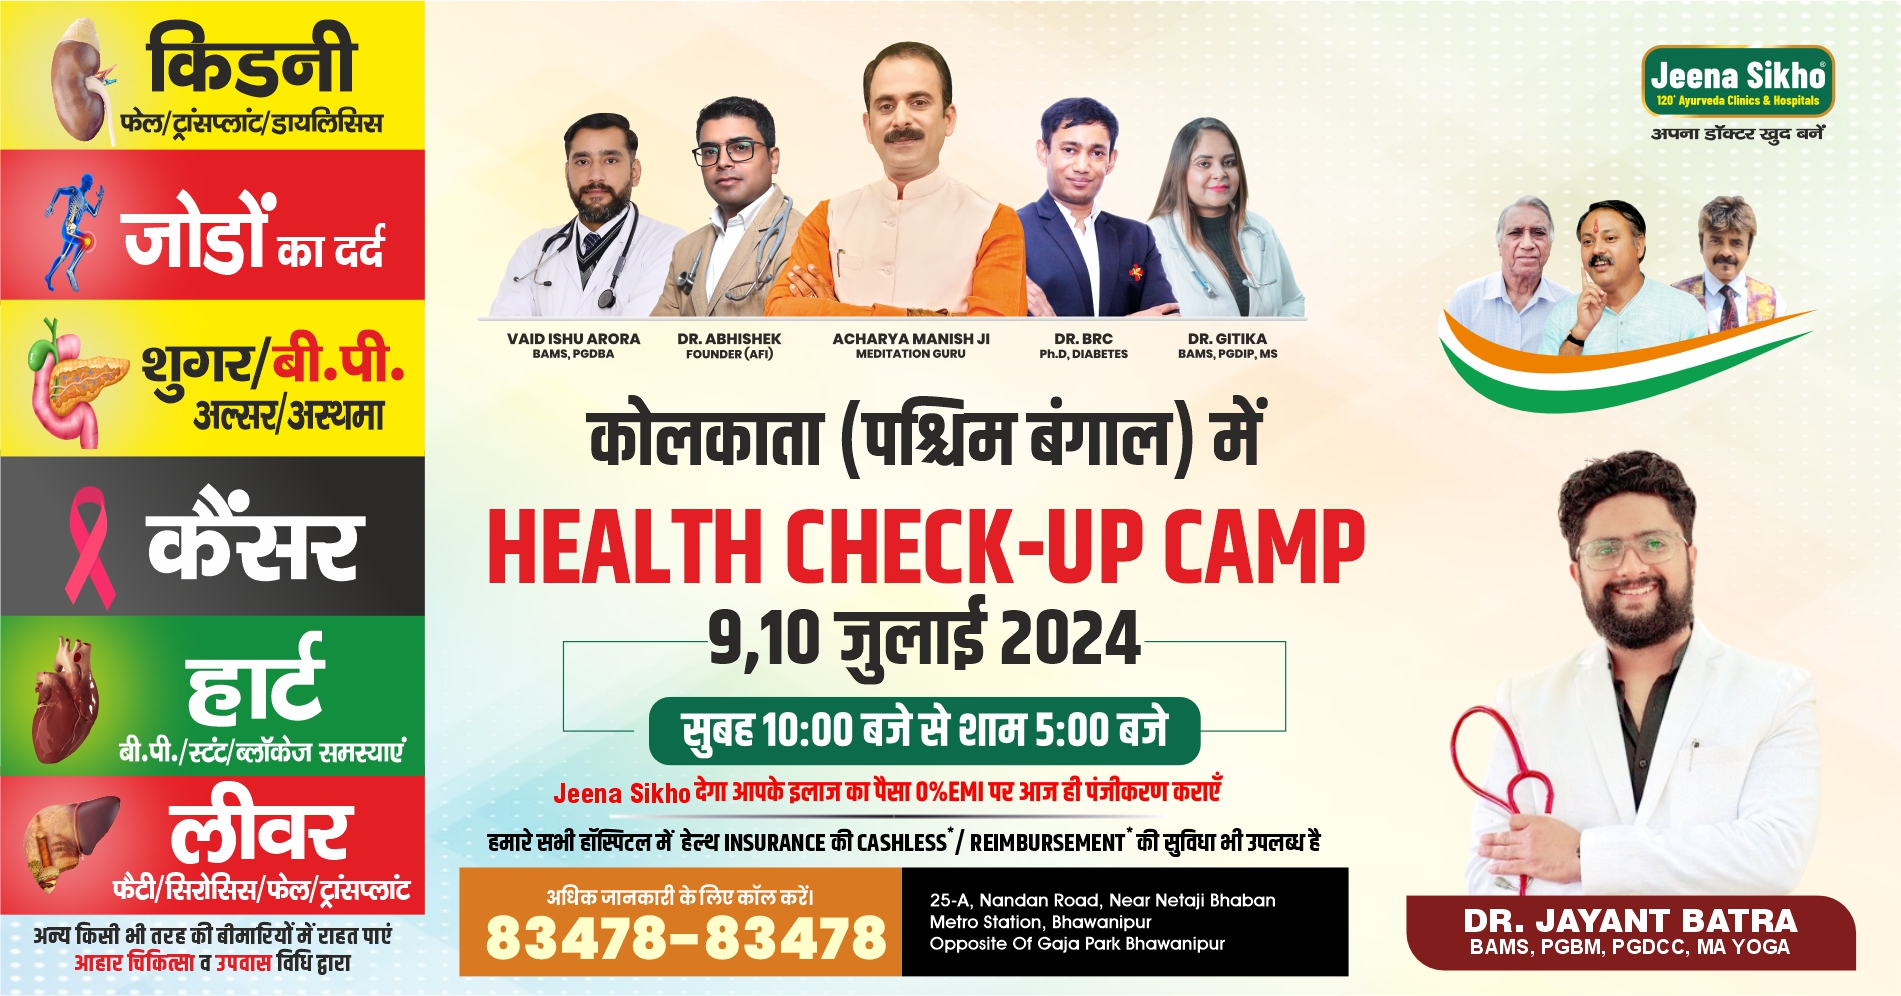 किडनी
फेल/ट्रांसप्लांट/डायलिसिस
जोडों का दर्द
शुगर/बी.पी.
अल्सर/अस्थमा
कैंसर
हार्ट
बी.पी./स्टंट/ब्लॉकेज समस्याएं
लीवर
फैटी/सिरोसिस/फेल/ट्रांसप्लांट
अन्य किसी भी तरह की बीमारियों में राहत पाएं
आहार चिकित्सा व उपवास विधि द्वारा
VAID ISHU ARORA
BAMS, PGDBA
DR. ABHISHEK
FOUNDER (AFI)
ACHARYA MANISH JI
MEDITATION GURU
DR. BRC
Ph.D, DIABETES
DR. GITIKA
BAMS, PGDIP, MS
कोलकाता (पश्चिम बंगाल) में
HEALTH CHECK-UP CAMP
9,10 जुलाई 2024
सुबह 10:00 बजे से शाम 5:00 बजे
Jeena Sikho देगा आपके इलाज का पैसा 0%EMI पर आज ही पंजीकरण कराएँ
हमारे सभी हॉस्पिटल में हेल्थ INSURANCE की CASHLESS*/ REIMBURSEMENT* की सुविधा भी उपलब्ध है
अधिक जानकारी के लिए कॉल करें।
83478-83478
25-A, Nandan Road, Near Netaji Bhaban
Metro Station, Bhawanipur
Opposite Of Gaja Park Bhawanipur
Jeena Sikho®
120+ Ayurveda Clinics & Hospitals
अपना डॉक्टर खुद बनें
DR. JAYANT BATRA
BAMS, PGBM, PGDCC, MA YOGA